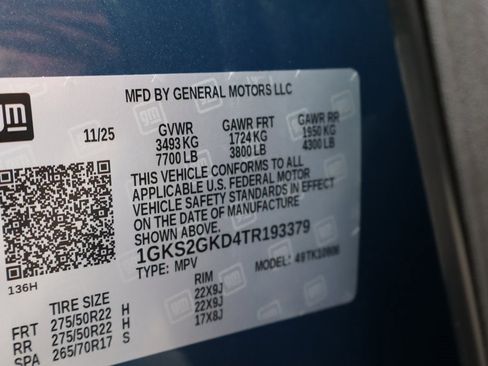 gm
MFD BY GENERAL MOTORS LLC
11/25 GVWR GAWR FRT GAWR RR
3493 KG 1724 KG 1950 KG
7700 LB 3800 LB 4300 LB
THIS VEHICLE CONFORMS TO ALL
APPLICABLE U.S. FEDERAL MOTOR
VEHICLE SAFETY STANDARDS IN EFFECT
ON THE DATE OF MANUFACTURE SHOWN ABOVE.
1GKS2GKD4TR193379
TYPE: MPV MODEL: 49TK10906
136H
TIRE SIZE RIM
FRT 275/50R22 H 22X9J
RR 275/50R22 H 22X9J
SPA 265/70R17 S 17X8J